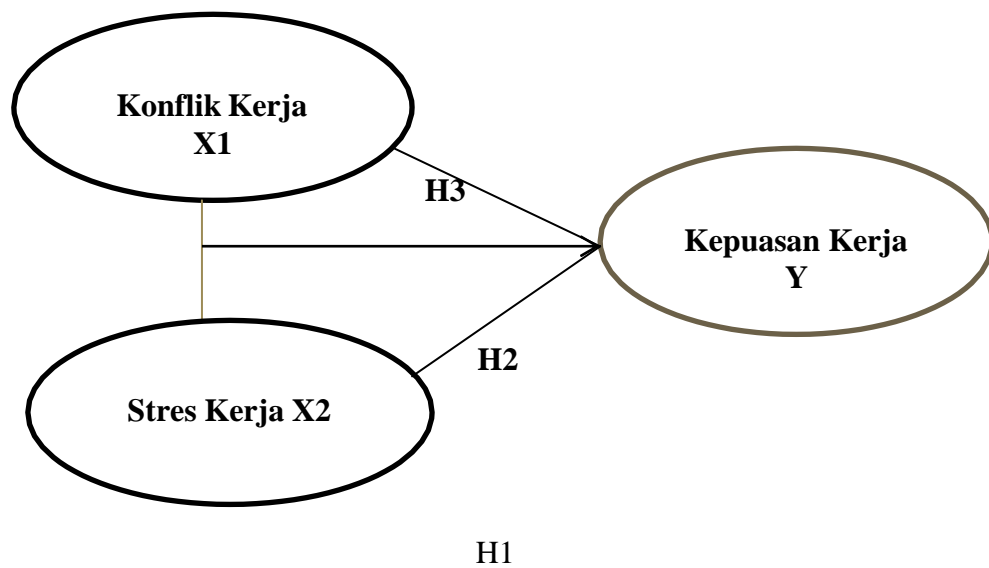 Konflik Kerja
X1
H3
Kepuasan Kerja
Y
H2
Stres Kerja X2
H1